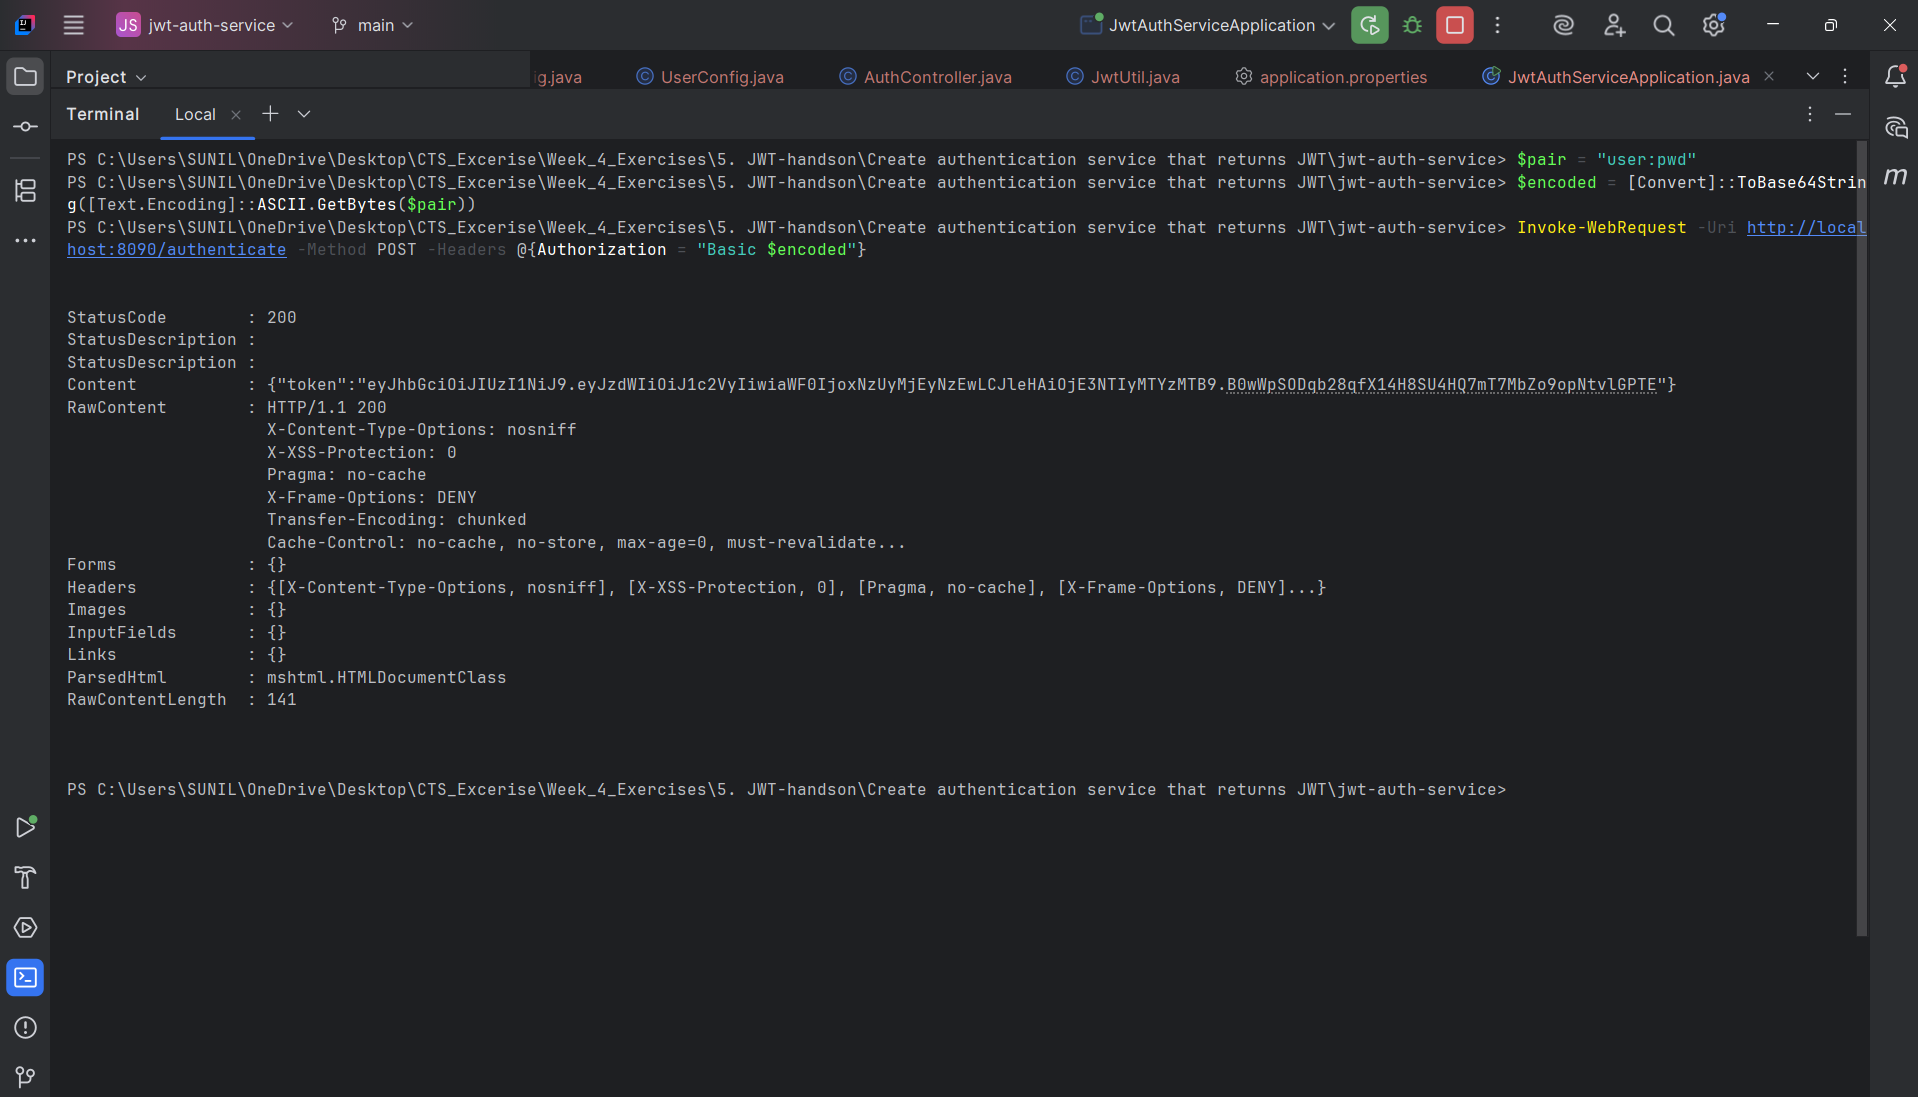 JS jwt-auth-service main JwtAuthServiceApplication
Project ig.java UserConfig.java AuthController.java JwtUtil.java application.properties JwtAuthServiceApplication.java
Terminal Local
PS C:\Users\SUNIL\OneDrive\Desktop\CTS_Excerise\Week_4_Exercises\5. JWT-handson\Create authentication service that returns JWT\jwt-auth-service> $pair = "user:pwd"
PS C:\Users\SUNIL\OneDrive\Desktop\CTS_Excerise\Week_4_Exercises\5. JWT-handson\Create authentication service that returns JWT\jwt-auth-service> $encoded = [Convert]::ToBase64Strin
g([Text.Encoding]::ASCII.GetBytes($pair))
PS C:\Users\SUNIL\OneDrive\Desktop\CTS_Excerise\Week_4_Exercises\5. JWT-handson\Create authentication service that returns JWT\jwt-auth-service> Invoke-WebRequest -Uri http://local
host:8090/authenticate -Method POST -Headers @{Authorization = "Basic $encoded"}
StatusCode : 200
StatusDescription :
StatusDescription :
Content : {"token":"eyJhbGciOiJIUzI1NiJ9.eyJzdWIiOiJ1c2VyIiwiaWF0IjoxNzUyMjEyNzEwLCJleHAiOjE3NTIyMTYzMTB9.B0wWpSODqb28qfX14H8SU4HQ7mT7MbZo9opNtvlGPTE"}
RawContent : HTTP/1.1 200
X-Content-Type-Options: nosniff
X-XSS-Protection: 0
Pragma: no-cache
X-Frame-Options: DENY
Transfer-Encoding: chunked
Cache-Control: no-cache, no-store, max-age=0, must-revalidate...
Forms : {}
Headers : {[X-Content-Type-Options, nosniff], [X-XSS-Protection, 0], [Pragma, no-cache], [X-Frame-Options, DENY]...}
Images : {}
InputFields : {}
Links : {}
ParsedHtml : mshtml.HTMLDocumentClass
RawContentLength : 141
PS C:\Users\SUNIL\OneDrive\Desktop\CTS_Excerise\Week_4_Exercises\5. JWT-handson\Create authentication service that returns JWT\jwt-auth-service>